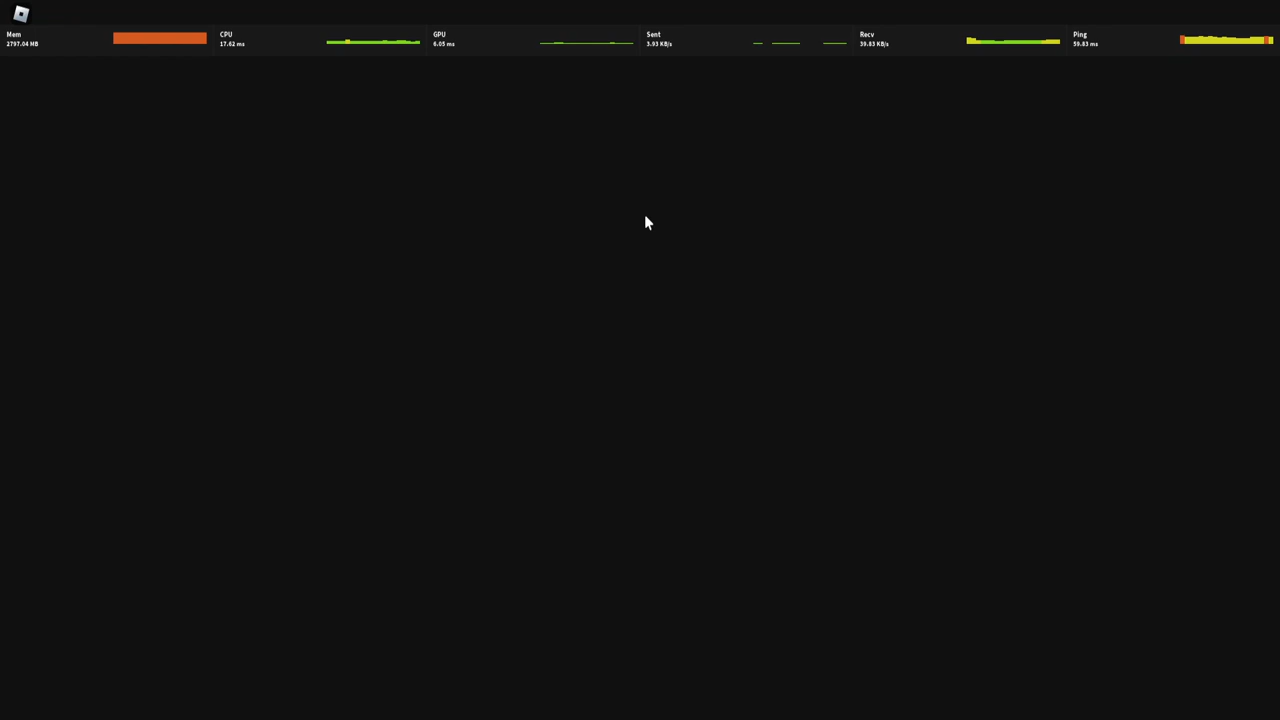 Mem CPU GPU Sent Recv Ping
2797.04 MB 17.62 ms 6.05 ms 3.93 KB/s 39.83 KB/s 59.83 ms